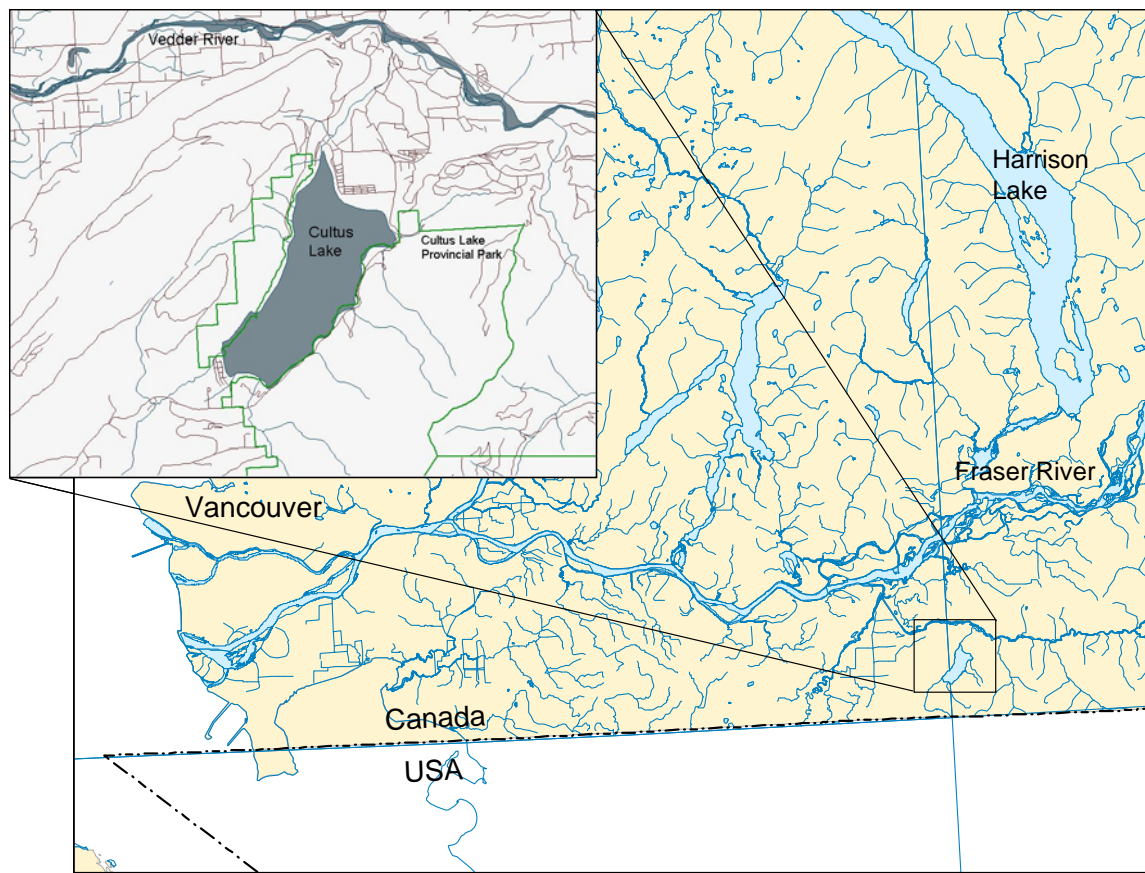 Vedder River
Cultus
Lake
Cultus Lake
Provincial Park
Harrison
Lake
Fraser River
Vancouver
Canada
USA